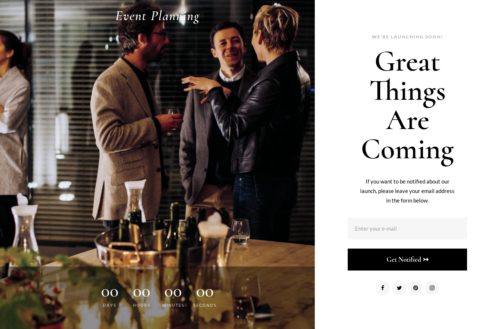 Event Planning
00 00 00 00
DAYS HOURS MINUTES SECONDS
WE'RE LAUNCHING SOON!
Great
Things
Are
Coming
If you want to be notified about our
launch, please leave your email address
in the form below.
Enter your e-mail
Get Notified ↣